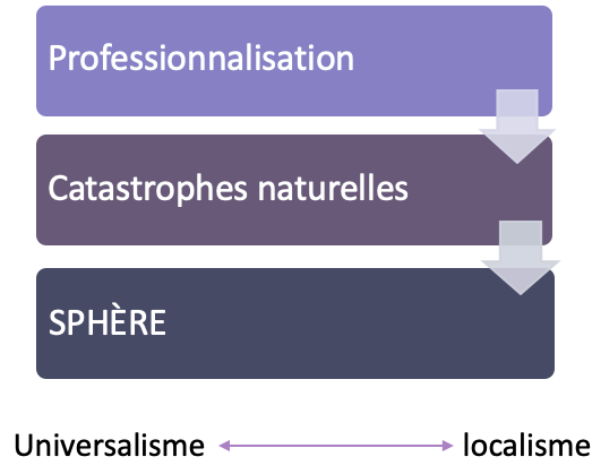 Professionnalisation
Catastrophes naturelles
SPHÈRE
Universalisme localisme